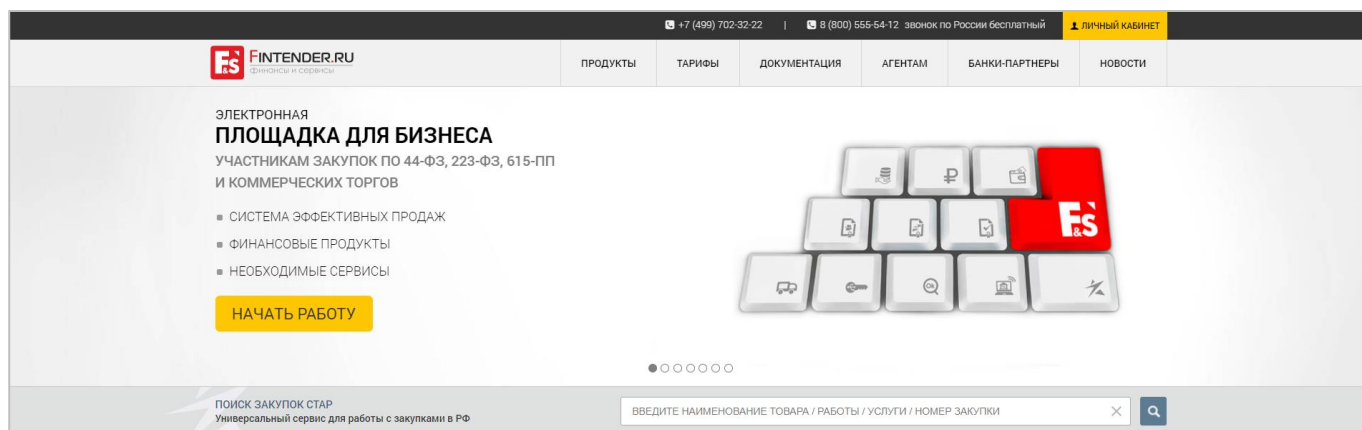 +7 (499) 702-32-22 | 8 (800) 555-54-12 звонок по России бесплатный ЛИЧНЫЙ КАБИНЕТ
F&S FINTENDER.RU
финансы и сервисы
ПРОДУКТЫ ТАРИФЫ ДОКУМЕНТАЦИЯ АГЕНТАМ БАНКИ-ПАРТНЕРЫ НОВОСТИ
ЭЛЕКТРОННАЯ
ПЛОЩАДКА ДЛЯ БИЗНЕСА
УЧАСТНИКАМ ЗАКУПОК ПО 44-ФЗ, 223-ФЗ, 615-ПП
И КОММЕРЧЕСКИХ ТОРГОВ
СИСТЕМА ЭФФЕКТИВНЫХ ПРОДАЖ
ФИНАНСОВЫЕ ПРОДУКТЫ
НЕОБХОДИМЫЕ СЕРВИСЫ
НАЧАТЬ РАБОТУ
₽
F&S
Ok
ПОИСК ЗАКУПОК СТАР
Универсальный сервис для работы с закупками в РФ
ВВЕДИТЕ НАИМЕНОВАНИЕ ТОВАРА / РАБОТЫ / УСЛУГИ / НОМЕР ЗАКУПКИ